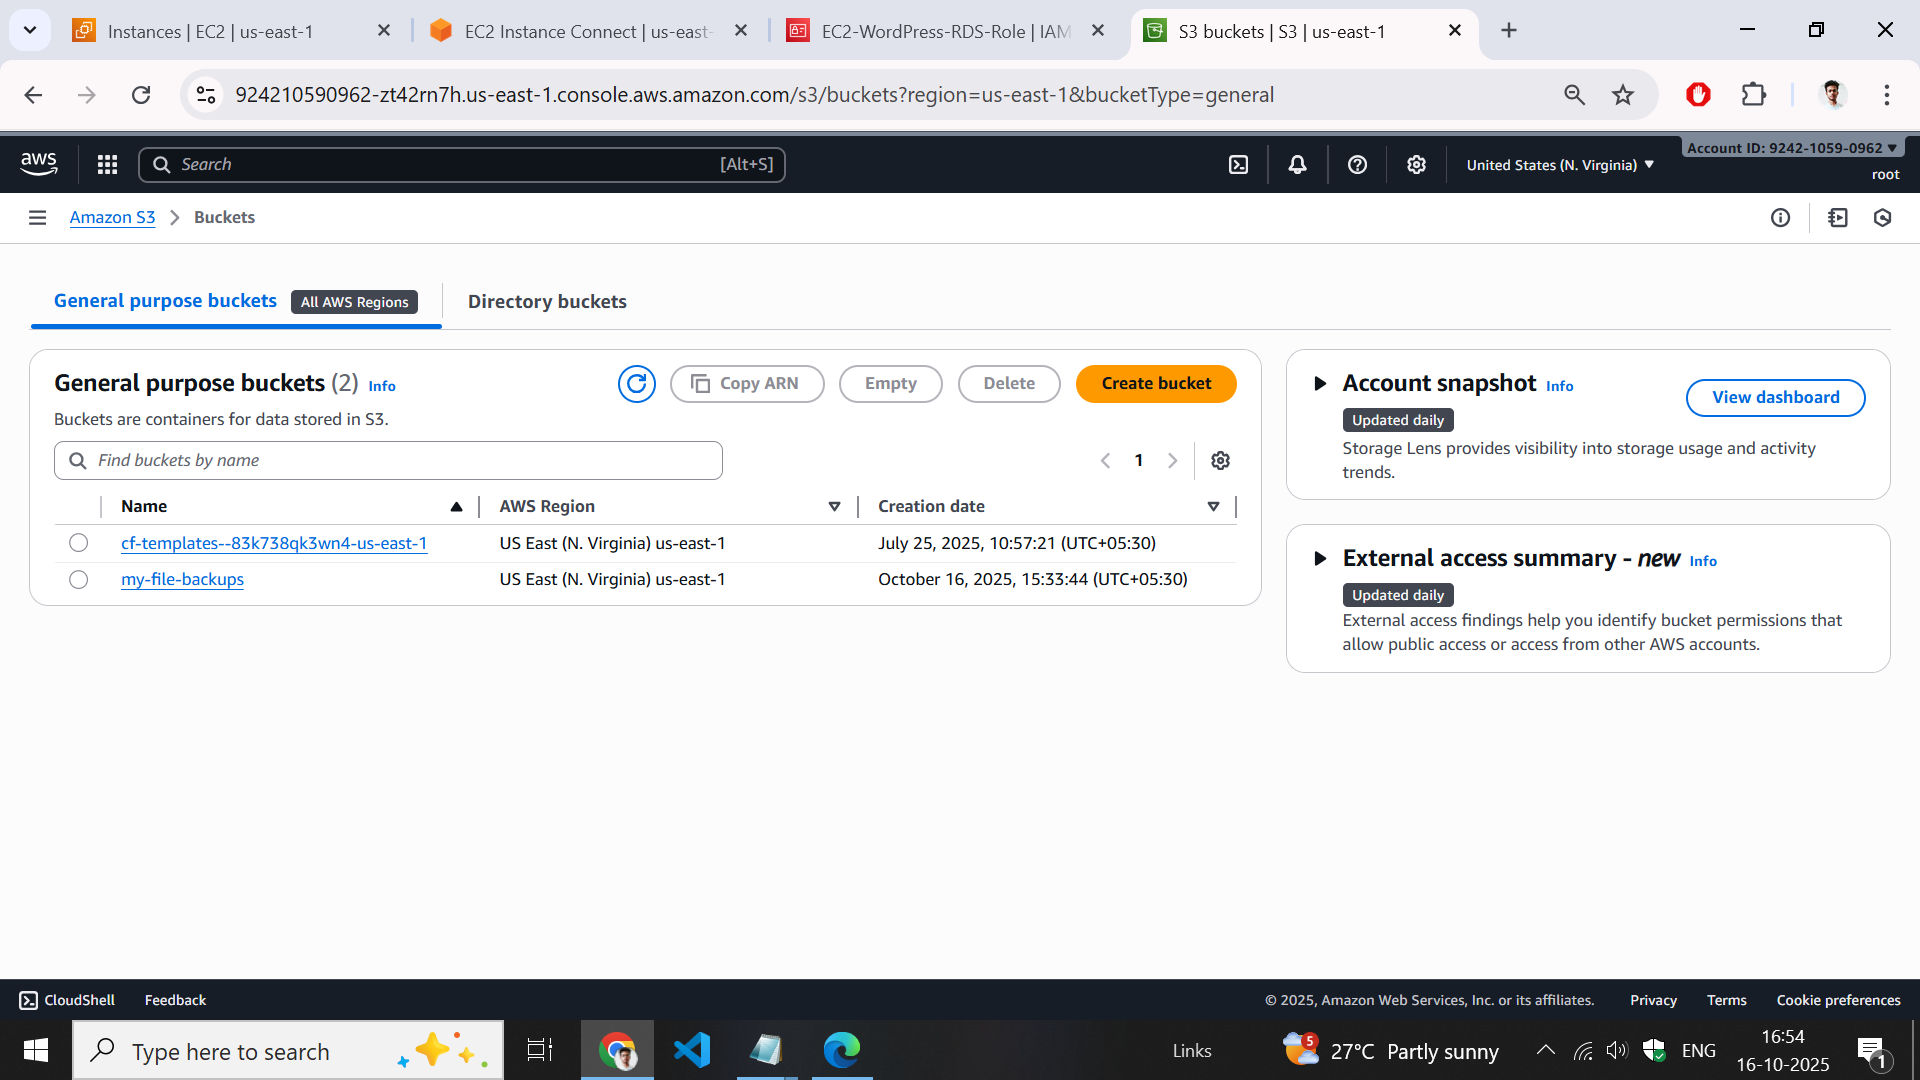 Instances | EC2 | us-east-1
EC2 Instance Connect | us-east-
EC2-WordPress-RDS-Role | IAM
S3 buckets | S3 | us-east-1
924210590962-zt42rn7h.us-east-1.console.aws.amazon.com/s3/buckets?region=us-east-1&bucketType=general
aws
Search
[Alt+S]
United States (N. Virginia)
Account ID: 9242-1059-0962
root
Amazon S3
Buckets
General purpose buckets
All AWS Regions
Directory buckets
General purpose buckets (2) Info
Copy ARN
Empty
Delete
Create bucket
Buckets are containers for data stored in S3.
Find buckets by name
1
Name
AWS Region
Creation date
cf-templates--83k738qk3wn4-us-east-1
US East (N. Virginia) us-east-1
July 25, 2025, 10:57:21 (UTC+05:30)
my-file-backups
US East (N. Virginia) us-east-1
October 16, 2025, 15:33:44 (UTC+05:30)
Account snapshot Info
View dashboard
Updated daily
Storage Lens provides visibility into storage usage and activity
trends.
External access summary - new Info
Updated daily
External access findings help you identify bucket permissions that
allow public access or access from other AWS accounts.
CloudShell
Feedback
© 2025, Amazon Web Services, Inc. or its affiliates.
Privacy
Terms
Cookie preferences
Type here to search
Links
5
27°C Partly sunny
ENG
16:54
16-10-2025
1